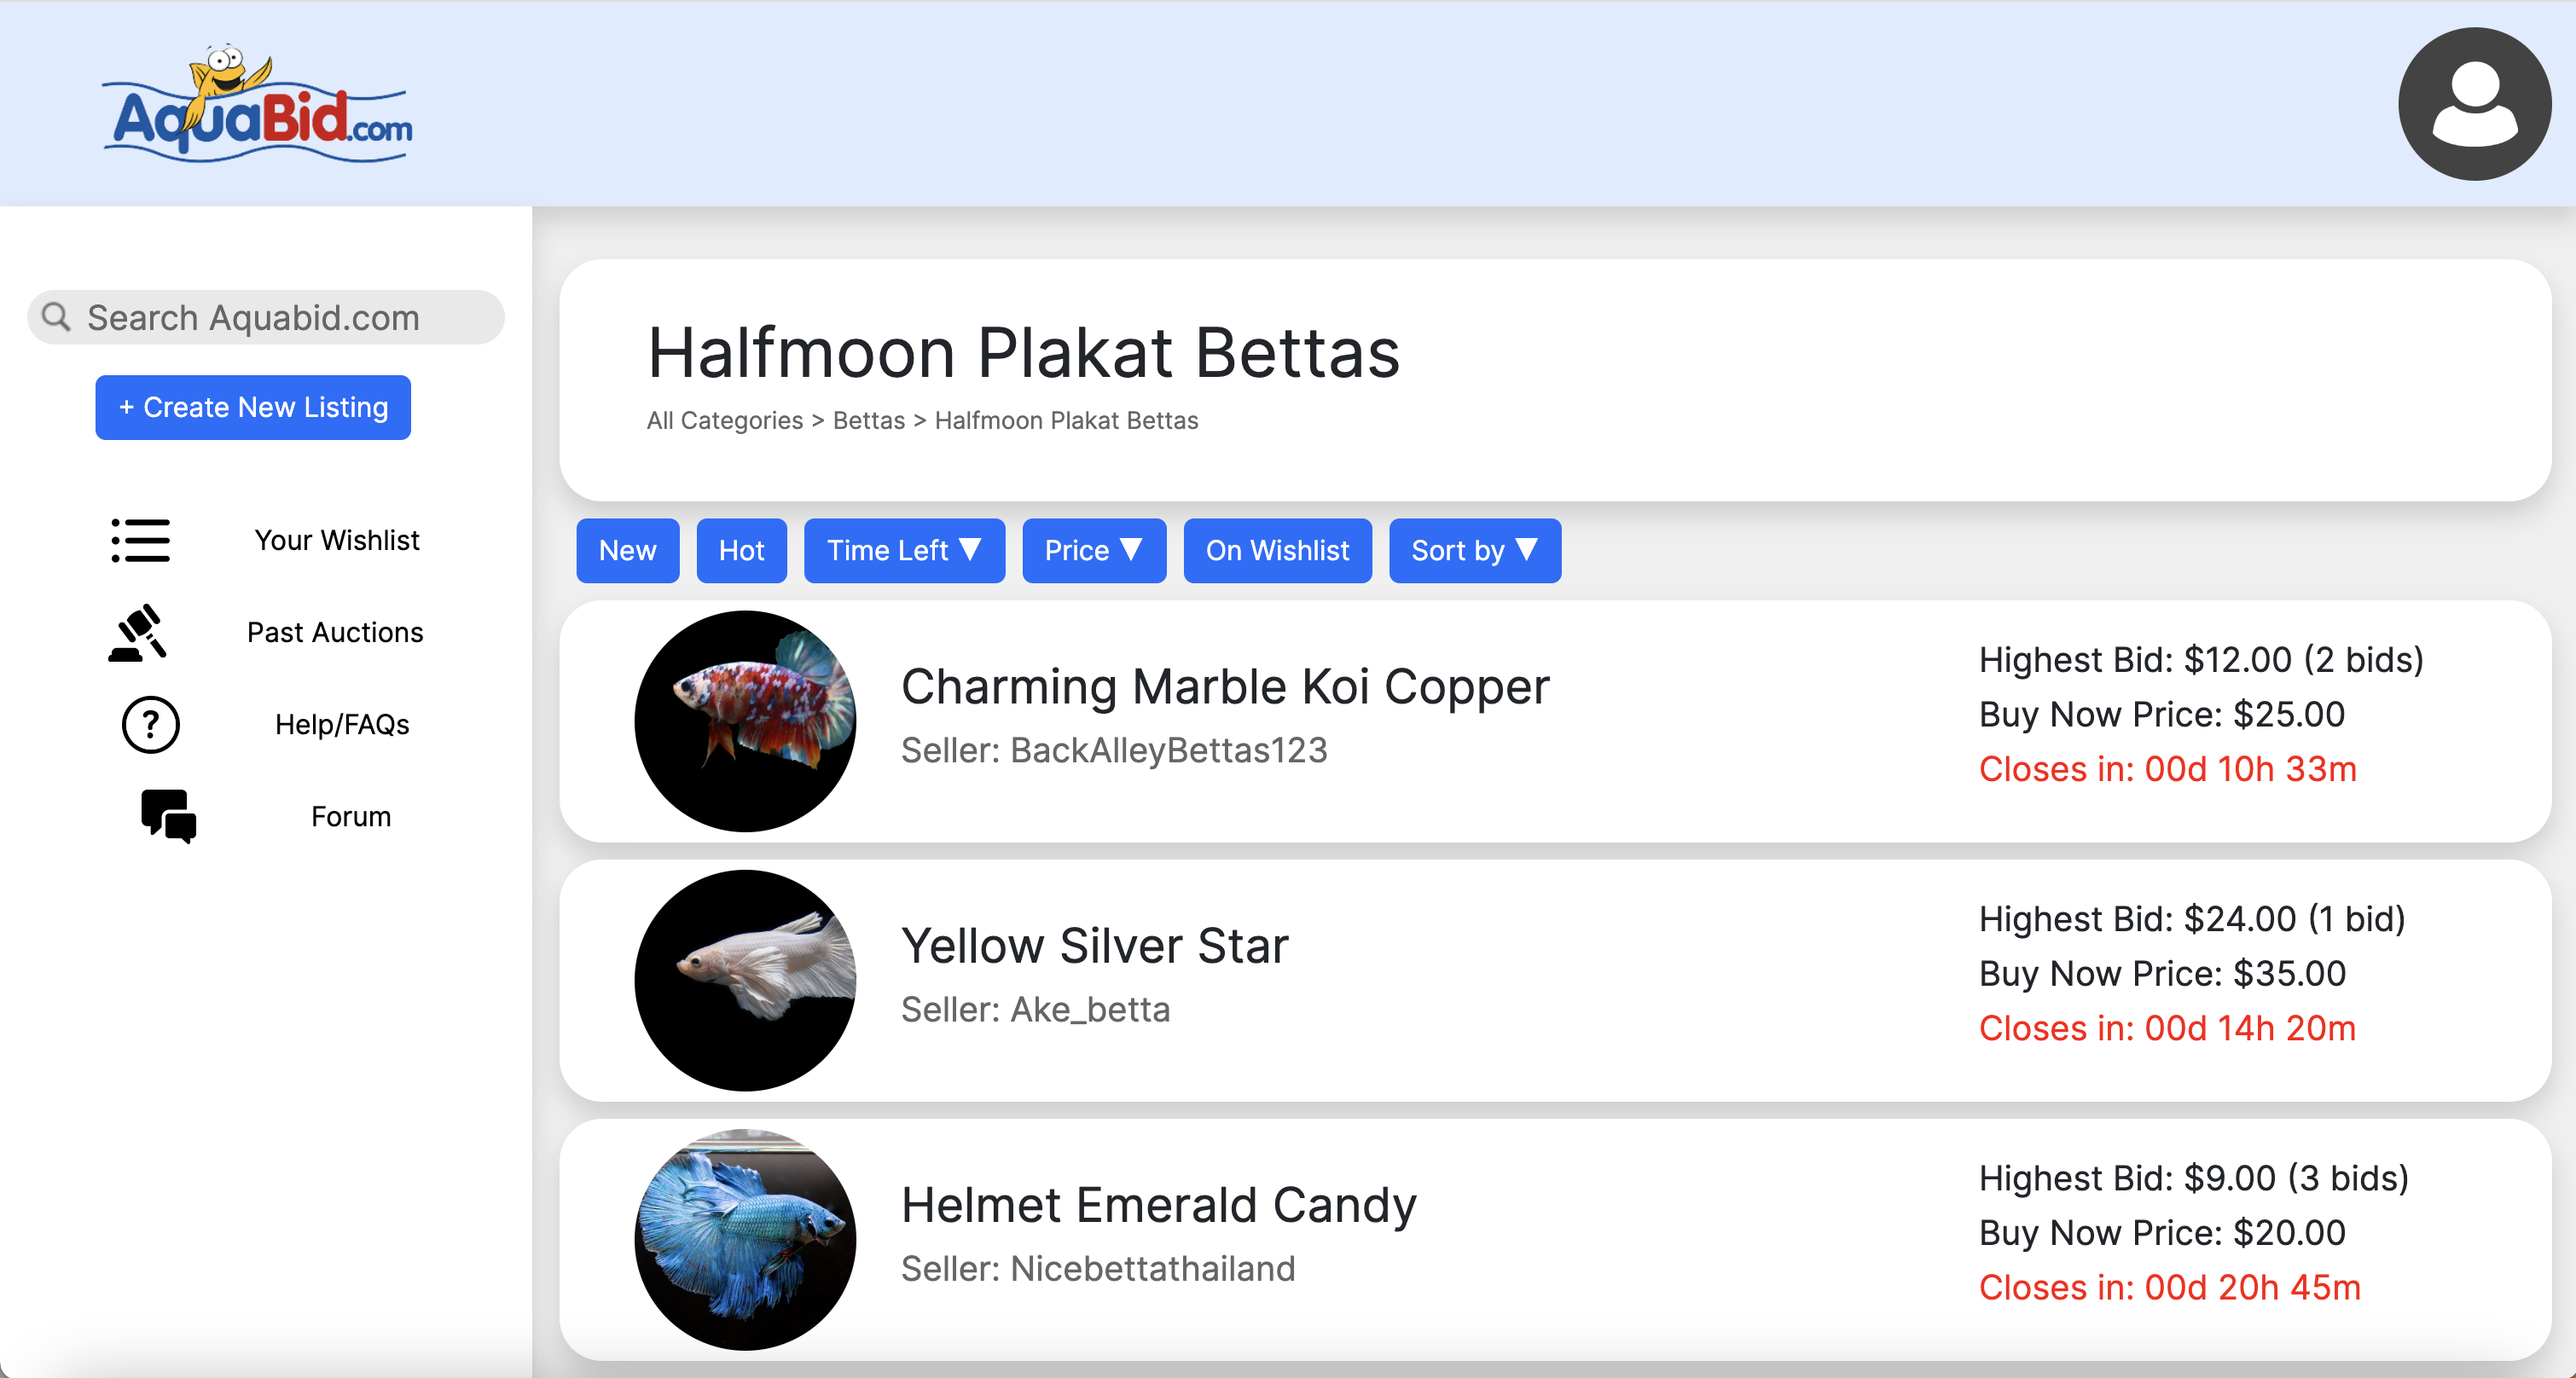 AquaBid.com
Search Aquabid.com
+ Create New Listing
Your Wishlist
Past Auctions
Help/FAQs
Forum
Halfmoon Plakat Bettas
All Categories > Bettas > Halfmoon Plakat Bettas
New Hot Time Left ▼ Price ▼ On Wishlist Sort by ▼
Charming Marble Koi Copper
Seller: BackAlleyBettas123
Highest Bid: $12.00 (2 bids)
Buy Now Price: $25.00
Closes in: 00d 10h 33m
Yellow Silver Star
Seller: Ake_betta
Highest Bid: $24.00 (1 bid)
Buy Now Price: $35.00
Closes in: 00d 14h 20m
Helmet Emerald Candy
Seller: Nicebettathailand
Highest Bid: $9.00 (3 bids)
Buy Now Price: $20.00
Closes in: 00d 20h 45m